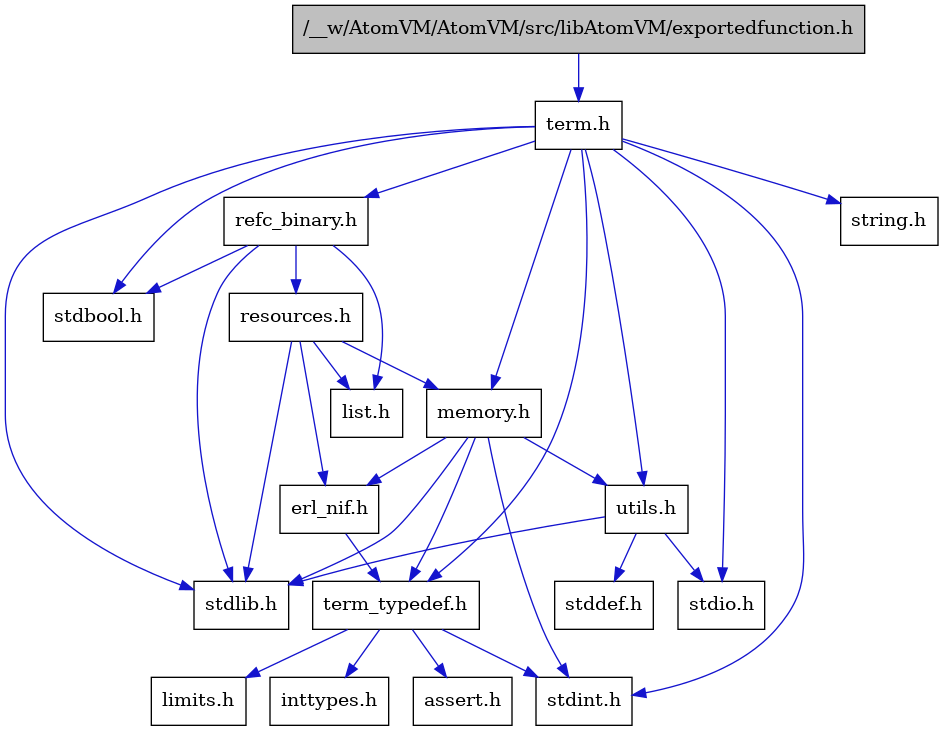 /__w/AtomVM/AtomVM/src/libAtomVM/exportedfunction.h
term.h
refc_binary.h
string.h
stdbool.h
resources.h
list.h
memory.h
erl_nif.h
utils.h
stdlib.h
term_typedef.h
stddef.h
stdio.h
limits.h
inttypes.h
assert.h
stdint.h